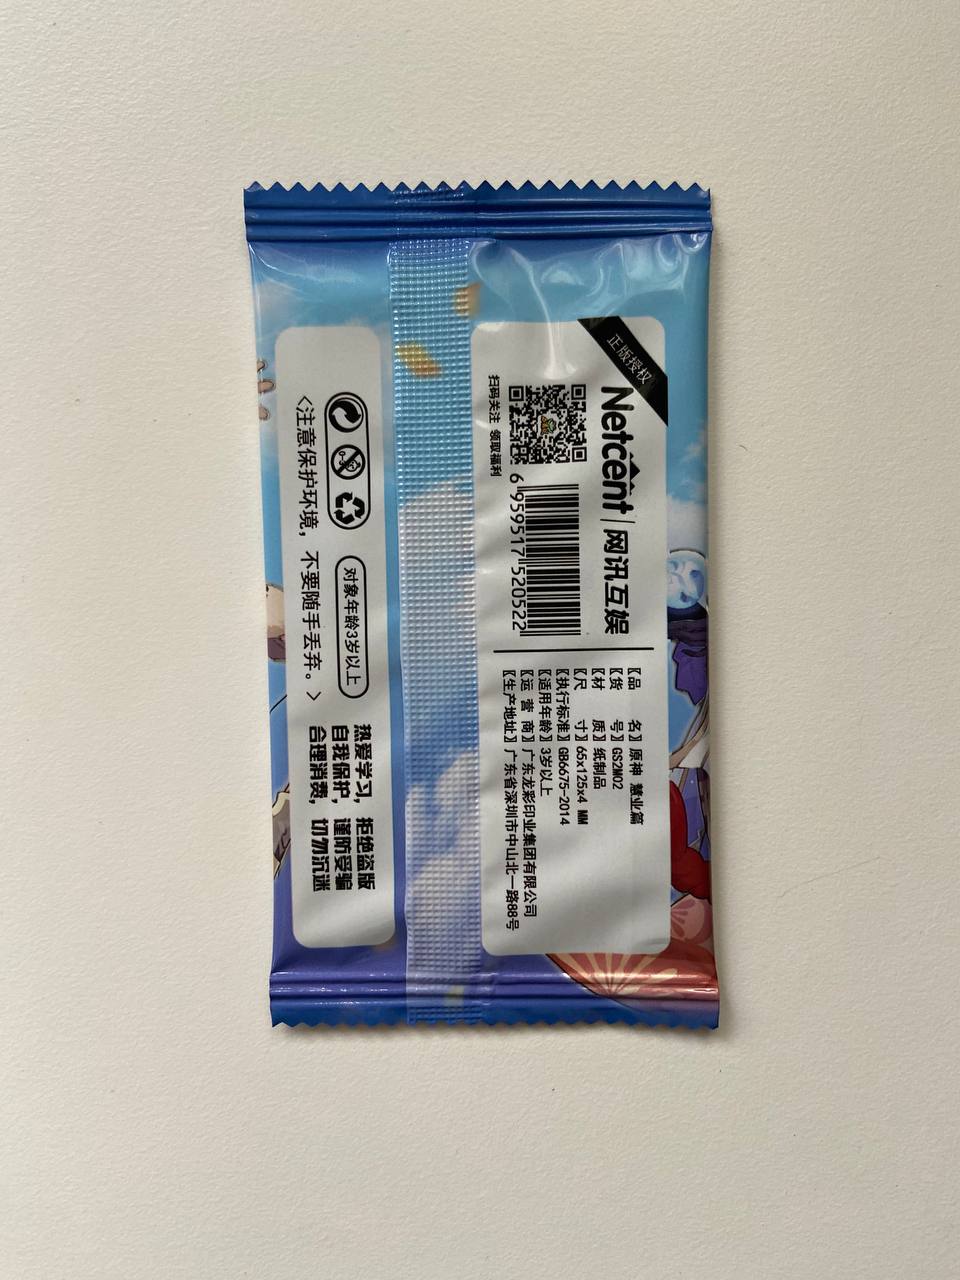 正版授权
Netcent|网讯互娱
扫码关注 领取福利
6 959517 520522
〖品 名〗原神 慧业篇
〖货 号〗GS2M02
〖材 质〗纸制品
〖尺 寸〗65x125x4 MM
〖执行标准〗GB6675-2014
〖适用年龄〗3岁以上
〖运 营 商〗广东龙彩印业集团有限公司
〖生产地址〗广东省深圳市中山北一路88号
对象年龄3岁以上
<注意保护环境，不要随手丢弃。>
热爱学习，拒绝盗版
自我保护，谨防受骗
合理消费，切勿沉迷